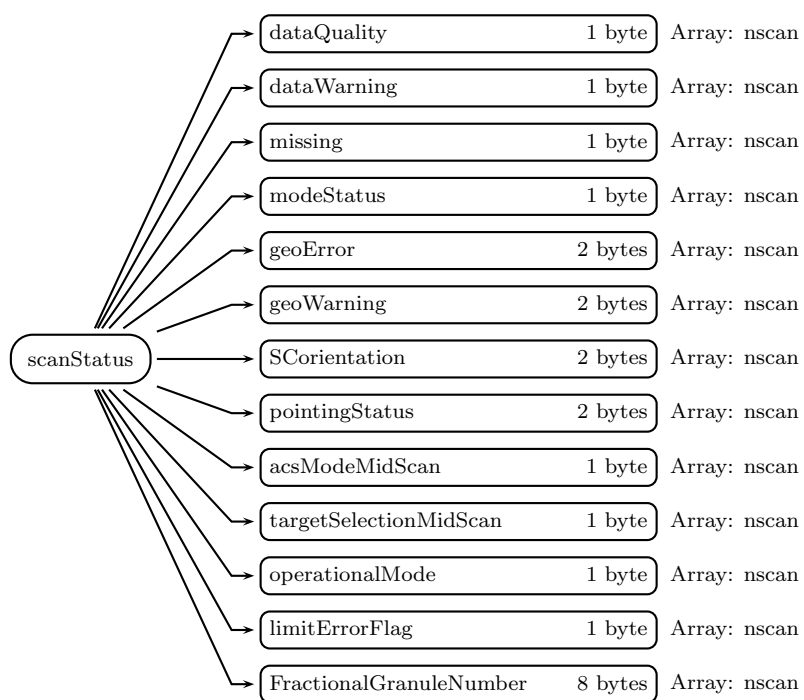 dataQuality 1 byte Array: nscan
dataWarning 1 byte Array: nscan
missing 1 byte Array: nscan
modeStatus 1 byte Array: nscan
geoError 2 bytes Array: nscan
geoWarning 2 bytes Array: nscan
scanStatus SCorientation 2 bytes Array: nscan
pointingStatus 2 bytes Array: nscan
acsModeMidScan 1 byte Array: nscan
targetSelectionMidScan 1 byte Array: nscan
operationalMode 1 byte Array: nscan
limitErrorFlag 1 byte Array: nscan
FractionalGranuleNumber 8 bytes Array: nscan